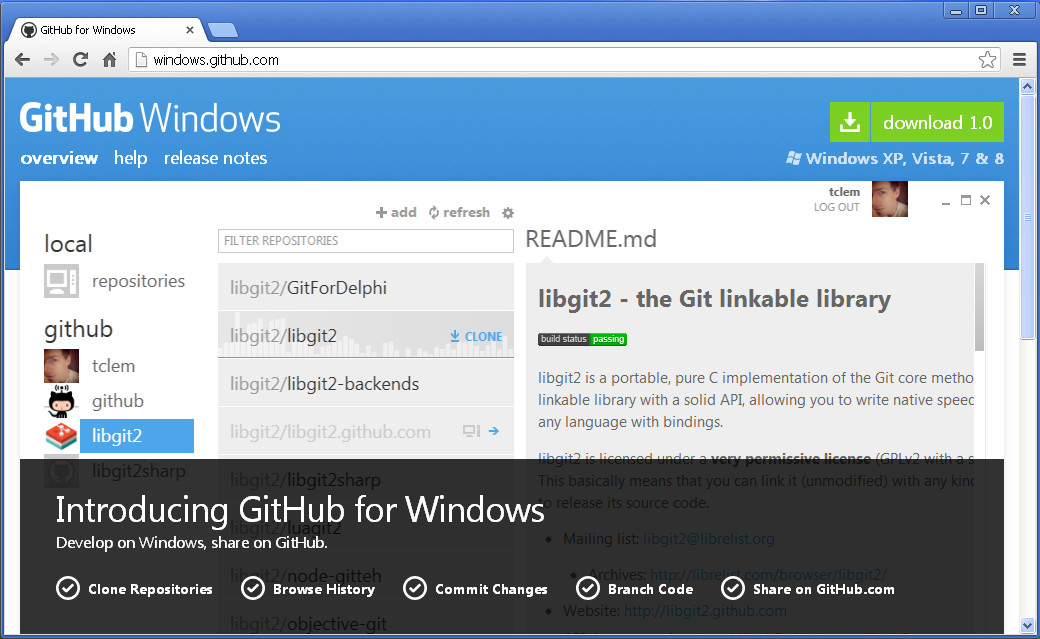 GitHub for Windows
windows.github.com
GitHub Windows
download 1.0
overview help release notes
Windows XP, Vista, 7 & 8
tclem
LOG OUT
add refresh
local
repositories
github
tclem
github
libgit2
libgit2sharp
FILTER REPOSITORIES
libgit2/GitForDelphi
libgit2/libgit2 CLONE
libgit2/libgit2-backends
libgit2/libgit2.github.com
libgit2/libgit2sharp
libgit2/luagit2
libgit2/node-gitteh
libgit2/objective-git
README.md
libgit2 - the Git linkable library
build status passing
libgit2 is a portable, pure C implementation of the Git core metho
linkable library with a solid API, allowing you to write native speed
any language with bindings.
libgit2 is licensed under a very permissive license (GPLv2 with a s
This basically means that you can link it (unmodified) with any kind
to release its source code.
• Mailing list: libgit2@librelist.org
• Archives: http://librelist.com/browser/libgit2/
• Website: http://libgit2.github.com
Introducing GitHub for Windows
Develop on Windows, share on GitHub.
Clone Repositories Browse History Commit Changes Branch Code Share on GitHub.com